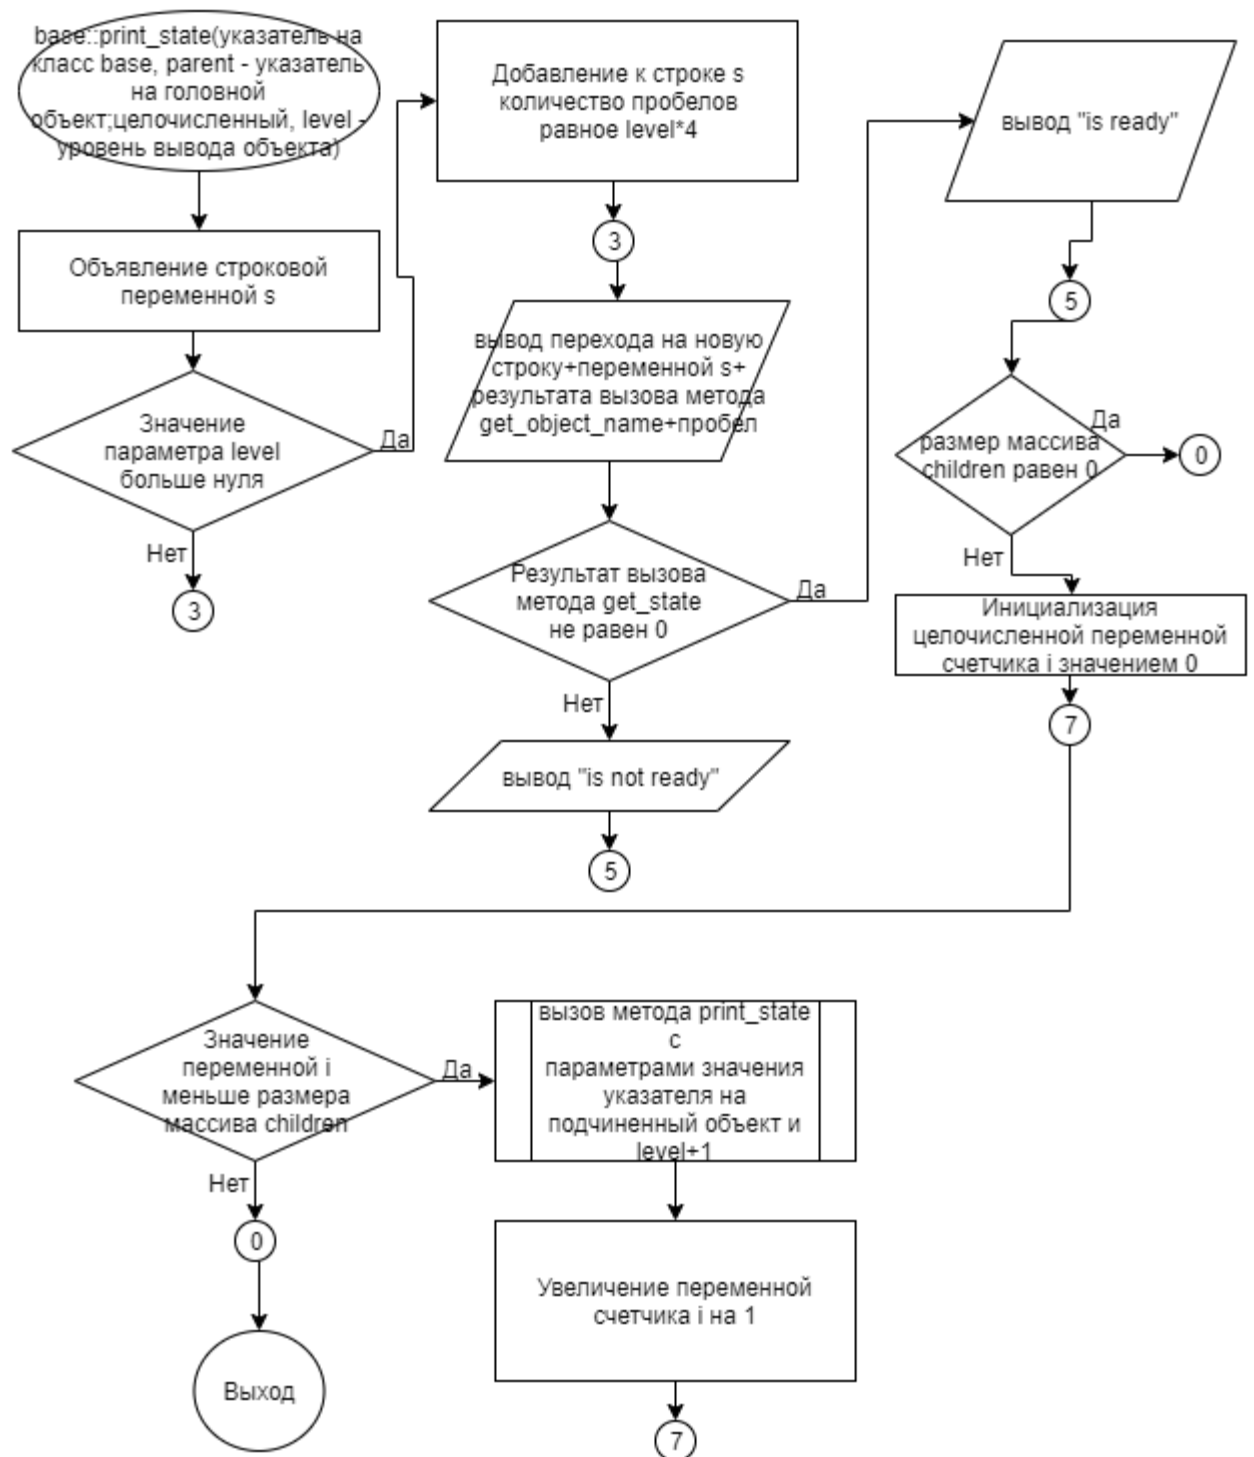 base::print_state(указатель на
класс base, parent - указатель
на головной
объект;целочисленный, level -
уровень вывода объекта)
Объявление строковой
переменной s
Значение
параметра level
больше нуля
Да
Нет
3
Добавление к строке s
количество пробелов
равное level*4
3
вывод перехода на новую
строку+переменной s+
результата вызова метода
get_object_name+пробел
Результат вызова
метода get_state
не равен 0
Да
Нет
вывод "is not ready"
5
вывод "is ready"
5
размер массива
children равен 0
Да
0
Нет
Инициализация
целочисленной переменной
счетчика i значением 0
7
Значение
переменной i
меньше размера
массива children
Да
Нет
0
Выход
вызов метода print_state
с
параметрами значения
указателя на
подчиненный объект и
level+1
Увеличение переменной
счетчика i на 1
7